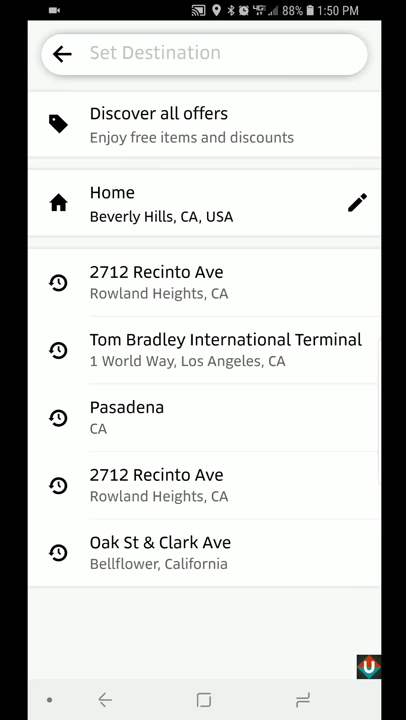 88% 1:50 PM
Set Destination
Discover all offers
Enjoy free items and discounts
Home
Beverly Hills, CA, USA
2712 Recinto Ave
Rowland Heights, CA
Tom Bradley International Terminal
1 World Way, Los Angeles, CA
Pasadena
CA
2712 Recinto Ave
Rowland Heights, CA
Oak St & Clark Ave
Bellflower, California
U